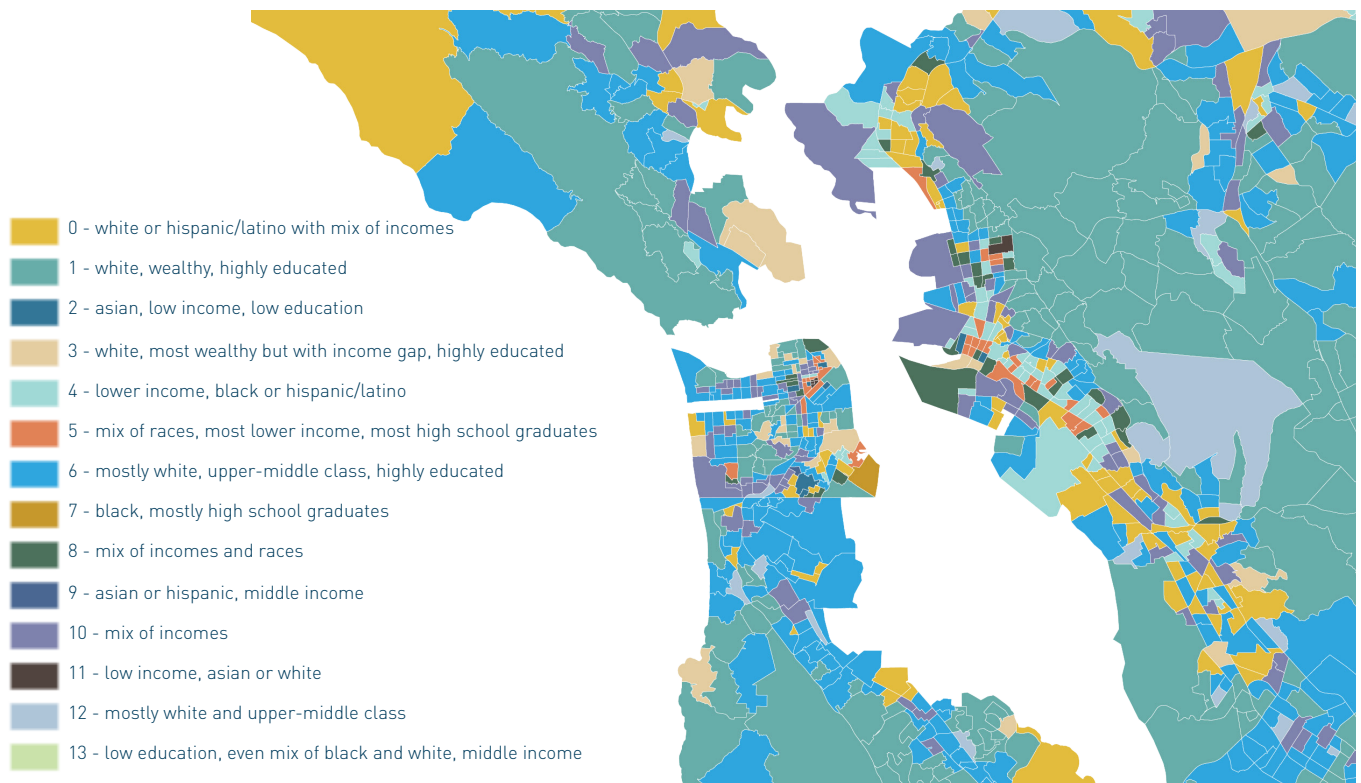 0 - white or hispanic/latino with mix of incomes
1 - white, wealthy, highly educated
2 - asian, low income, low education
3 - white, most wealthy but with income gap, highly educated
4 - lower income, black or hispanic/latino
5 - mix of races, most lower income, most high school graduates
6 - mostly white, upper-middle class, highly educated
7 - black, mostly high school graduates
8 - mix of incomes and races
9 - asian or hispanic, middle income
10 - mix of incomes
11 - low income, asian or white
12 - mostly white and upper-middle class
13 - low education, even mix of black and white, middle income